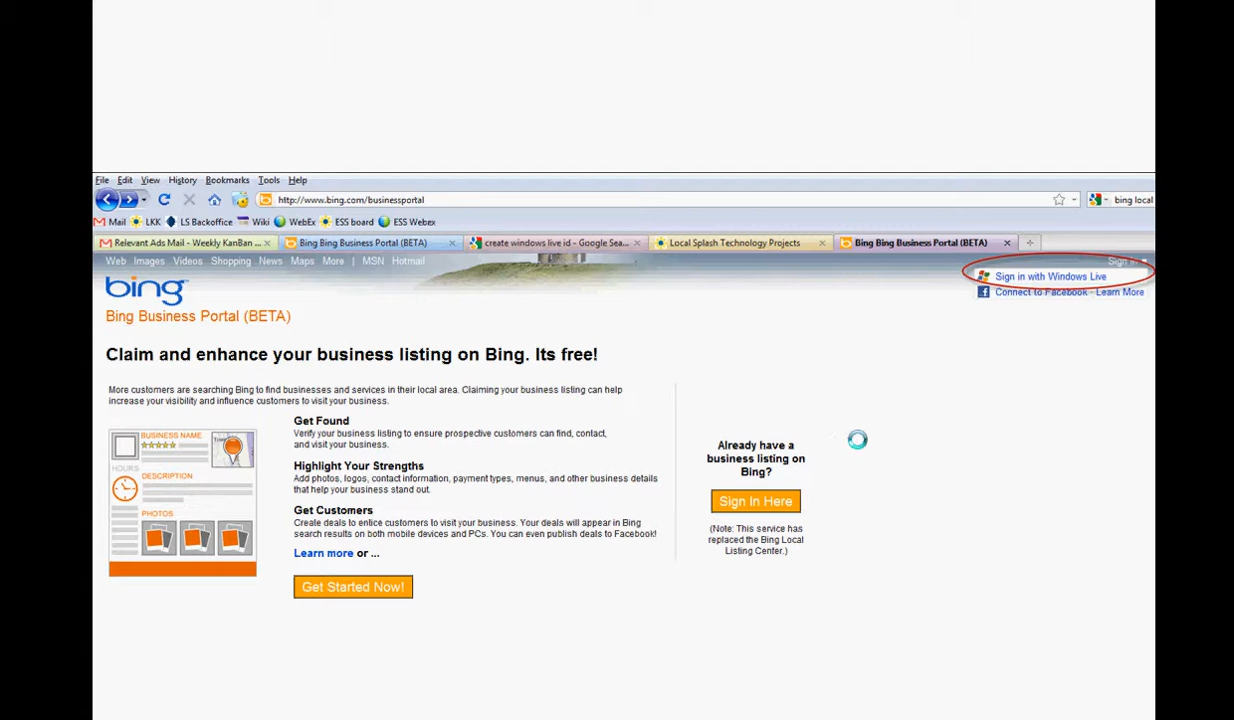 File Edit View History Bookmarks Tools Help
http://www.bing.com/businessportal
bing local
Mail LKK LS Backoffice Wiki WebEx ESS board ESS Webex
Relevant Ads Mail - Weekly KanBan ... Bing Bing Business Portal (BETA) create windows live id - Google Sea... Local Splash Technology Projects Bing Bing Business Portal (BETA)
Web Images Videos Shopping News Maps More MSN Hotmail
Sign in with Windows Live
Connect to Facebook - Learn More
bing
Bing Business Portal (BETA)
Claim and enhance your business listing on Bing. Its free!
More customers are searching Bing to find businesses and services in their local area. Claiming your business listing can help
increase your visibility and influence customers to visit your business.
BUSINESS NAME
HOURS
DESCRIPTION
PHOTOS
Get Found
Verify your business listing to ensure prospective customers can find, contact,
and visit your business.
Highlight Your Strengths
Add photos, logos, contact information, payment types, menus, and other business details
that help your business stand out.
Get Customers
Create deals to entice customers to visit your business. Your deals will appear in Bing
search results on both mobile devices and PCs. You can even publish deals to Facebook!
Learn more or ...
Get Started Now!
Already have a
business listing on
Bing?
Sign In Here
(Note: This service has
replaced the Bing Local
Listing Center.)